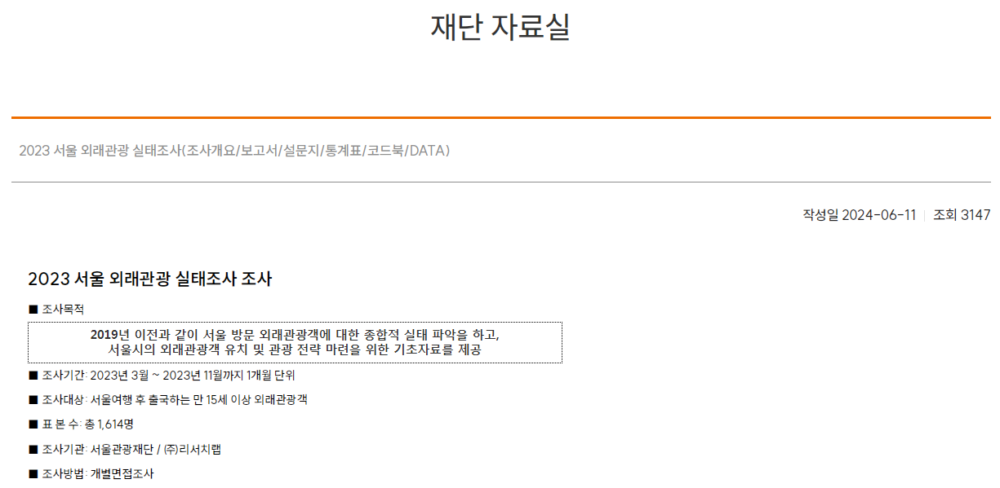 재단 자료실
2023 서울 외래관광 실태조사(조사개요/보고서/설문지/통계표/코드북/DATA)
작성일 2024-06-11 조회 3147
2023 서울 외래관광 실태조사 조사
■ 조사목적
2019년 이전과 같이 서울 방문 외래관광객에 대한 종합적 실태 파악을 하고,
서울시의 외래관광객 유치 및 관광 전략 마련을 위한 기초자료를 제공
■ 조사기간: 2023년 3월 ~ 2023년 11월까지 1개월 단위
■ 조사대상: 서울여행 후 출국하는 만 15세 이상 외래관광객
■ 표 본 수: 총 1,614명
■ 조사기관: 서울관광재단 / ㈜리서치랩
■ 조사방법: 개별면접조사